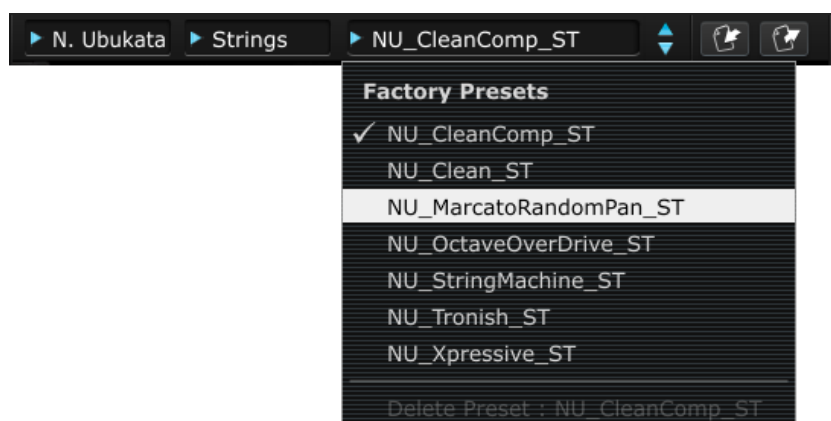 N. Ubukata Strings NU_CleanComp_ST
Factory Presets
NU_CleanComp_ST
NU_Clean_ST
NU_MarcatoRandomPan_ST
NU_OctaveOverDrive_ST
NU_StringMachine_ST
NU_Tronish_ST
NU_Xpressive_ST
Delete Preset : NU_CleanComp_ST